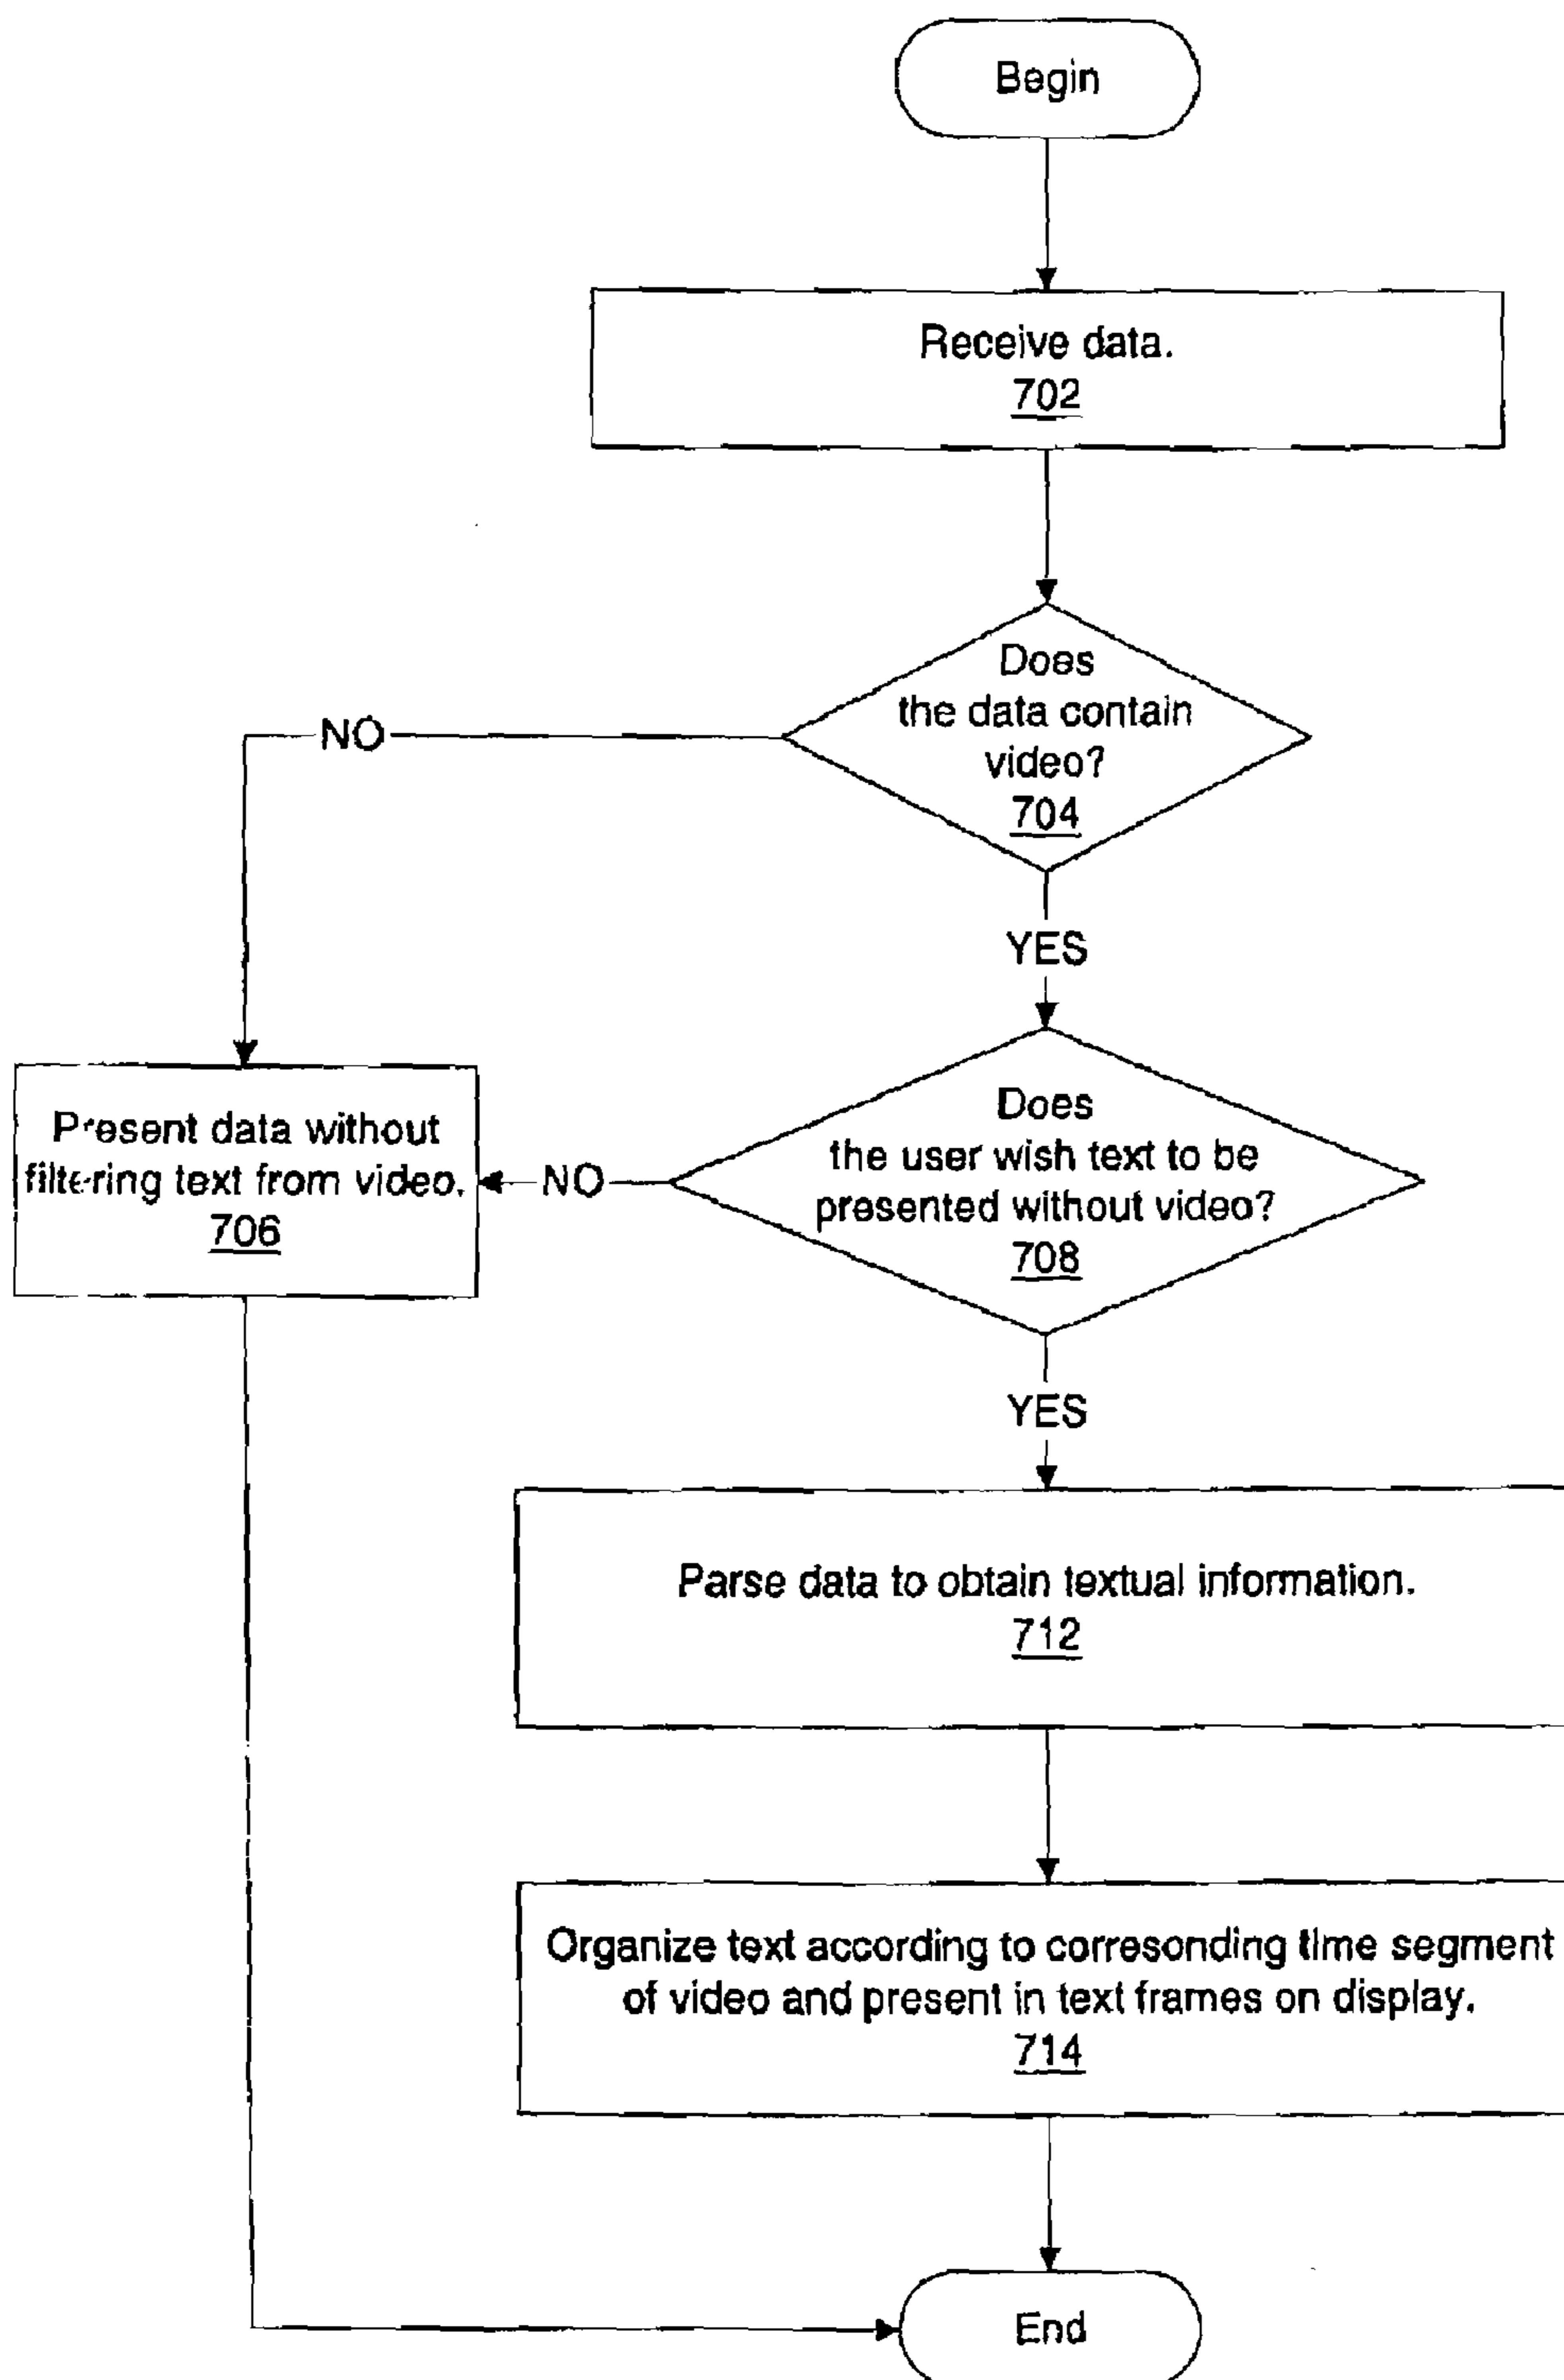 Begin
Receive data.
702
Does
the data contain
video?
704
NO
YES
Present data without
filtering text from video.
706
NO
Does
the user wish text to be
presented without video?
708
YES
Parse data to obtain textual information.
712
Organize text according to corresonding time segment
of video and present in text frames on display.
714
End